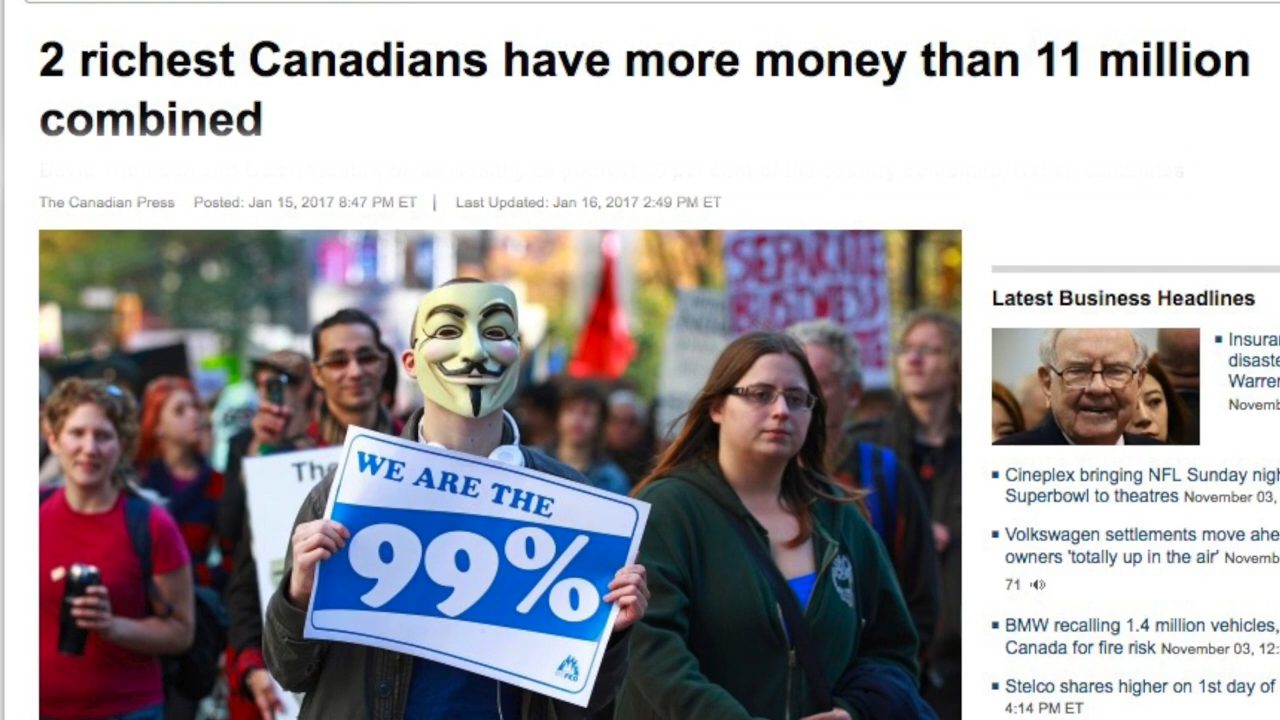 2 richest Canadians have more money than 11 million
combined
The Canadian Press Posted: Jan 15, 2017 8:47 PM ET | Last Updated: Jan 16, 2017 2:49 PM ET
SEPARATE
BUSINESS
WE ARE THE
99%
Latest Business Headlines
Warren
▪ Cineplex bringing NFL Sunday
Superbowl to theatres November 03,
▪ Volkswagen settlements move
owners 'totally up in the air'
71
▪ BMW recalling 1.4 million vehicles,
Canada for fire risk November 03, 12:
▪ Stelco shares higher on 1st day of
4:14 PM ET